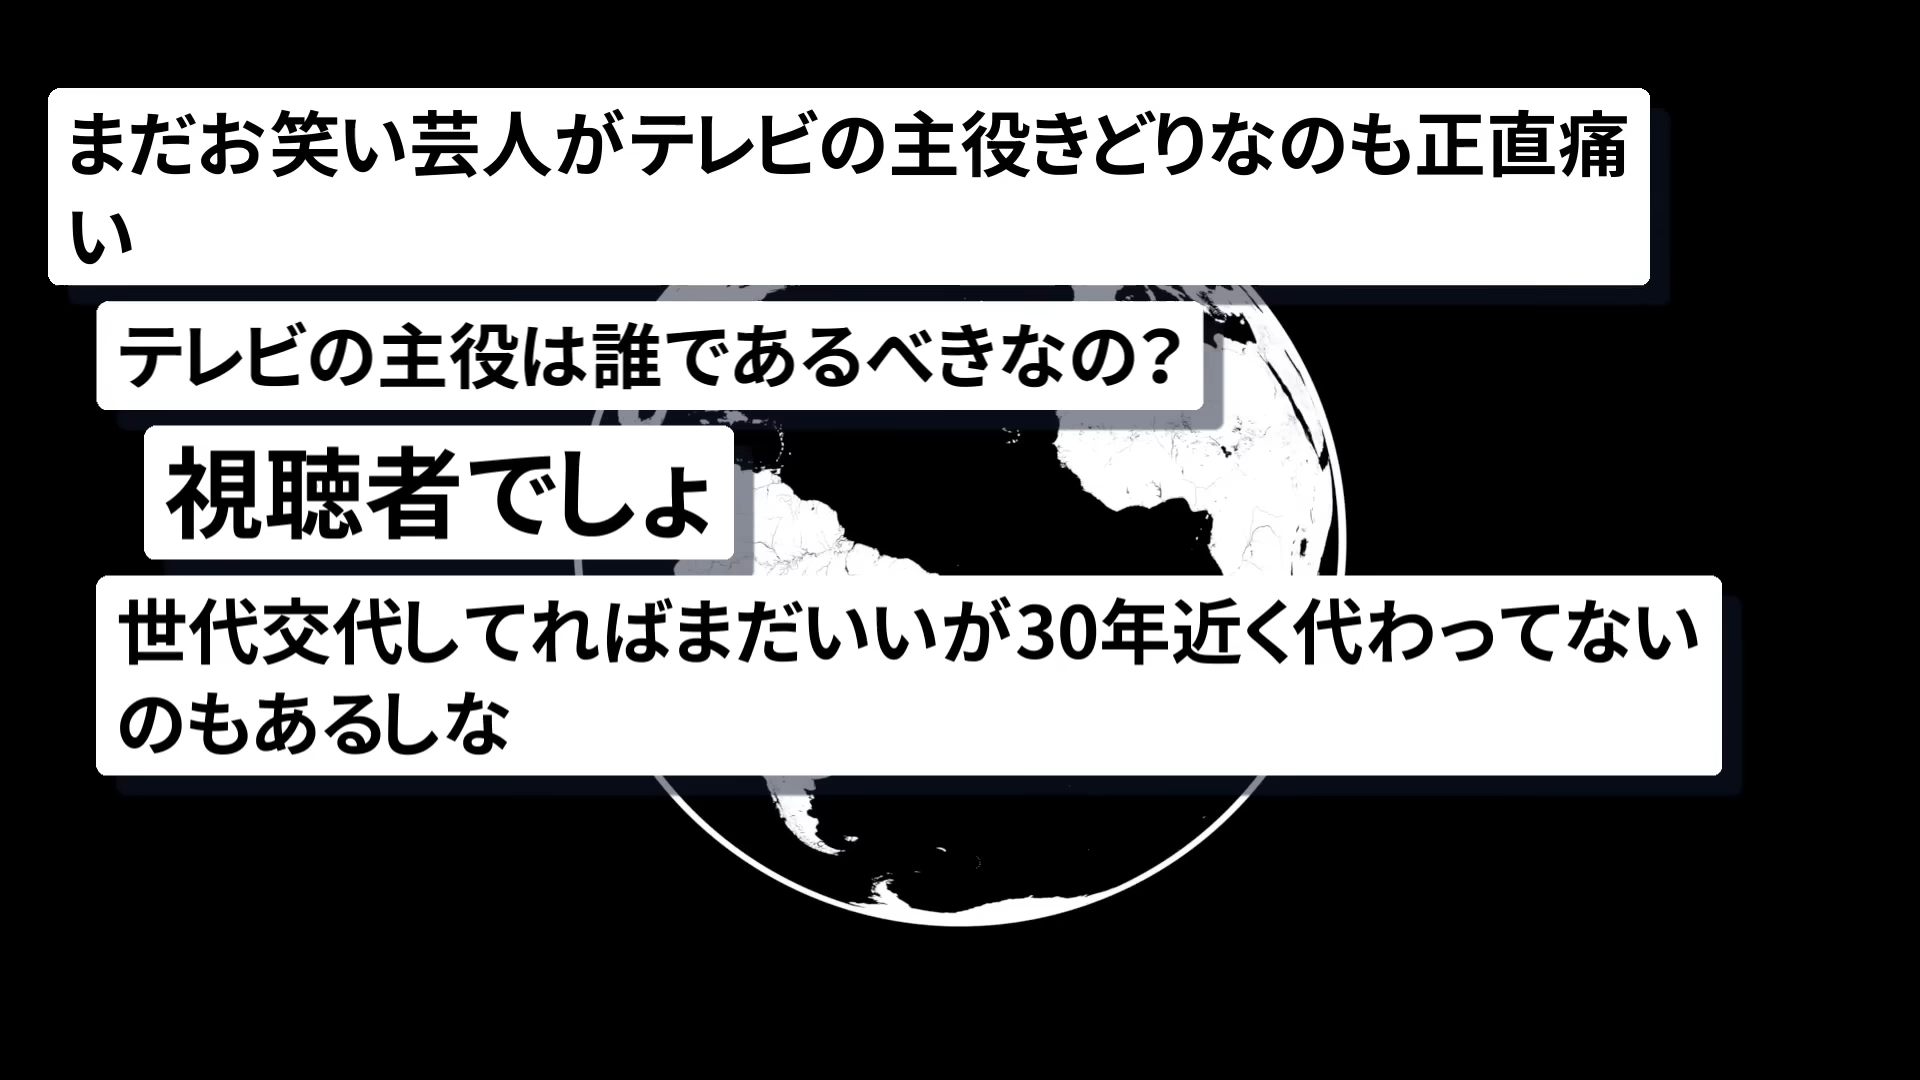 まだお笑い芸人がテレビの主役きどりなのも正直痛
い
テレビの主役は誰であるべきなの？
視聴者でしょ
世代交代してればまだいいが30年近く代わってない
のもあるしな